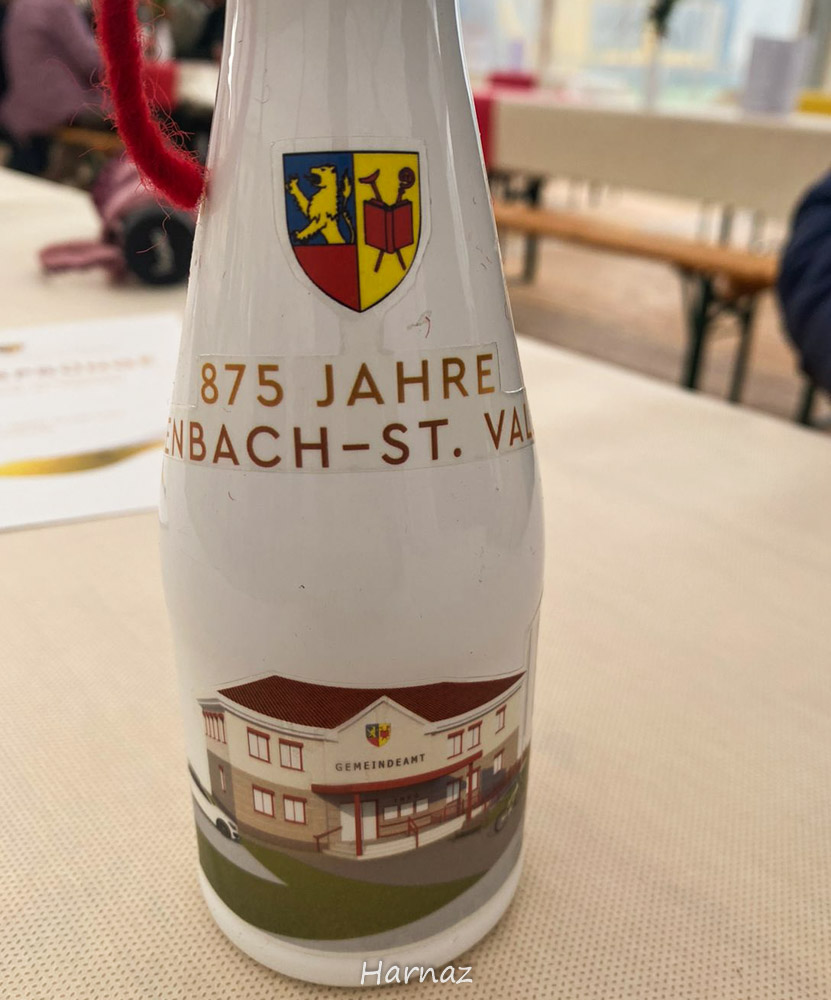 875 JAHRE
ENBACH-ST. VAL
GEMEINDEAMT
Harnaz